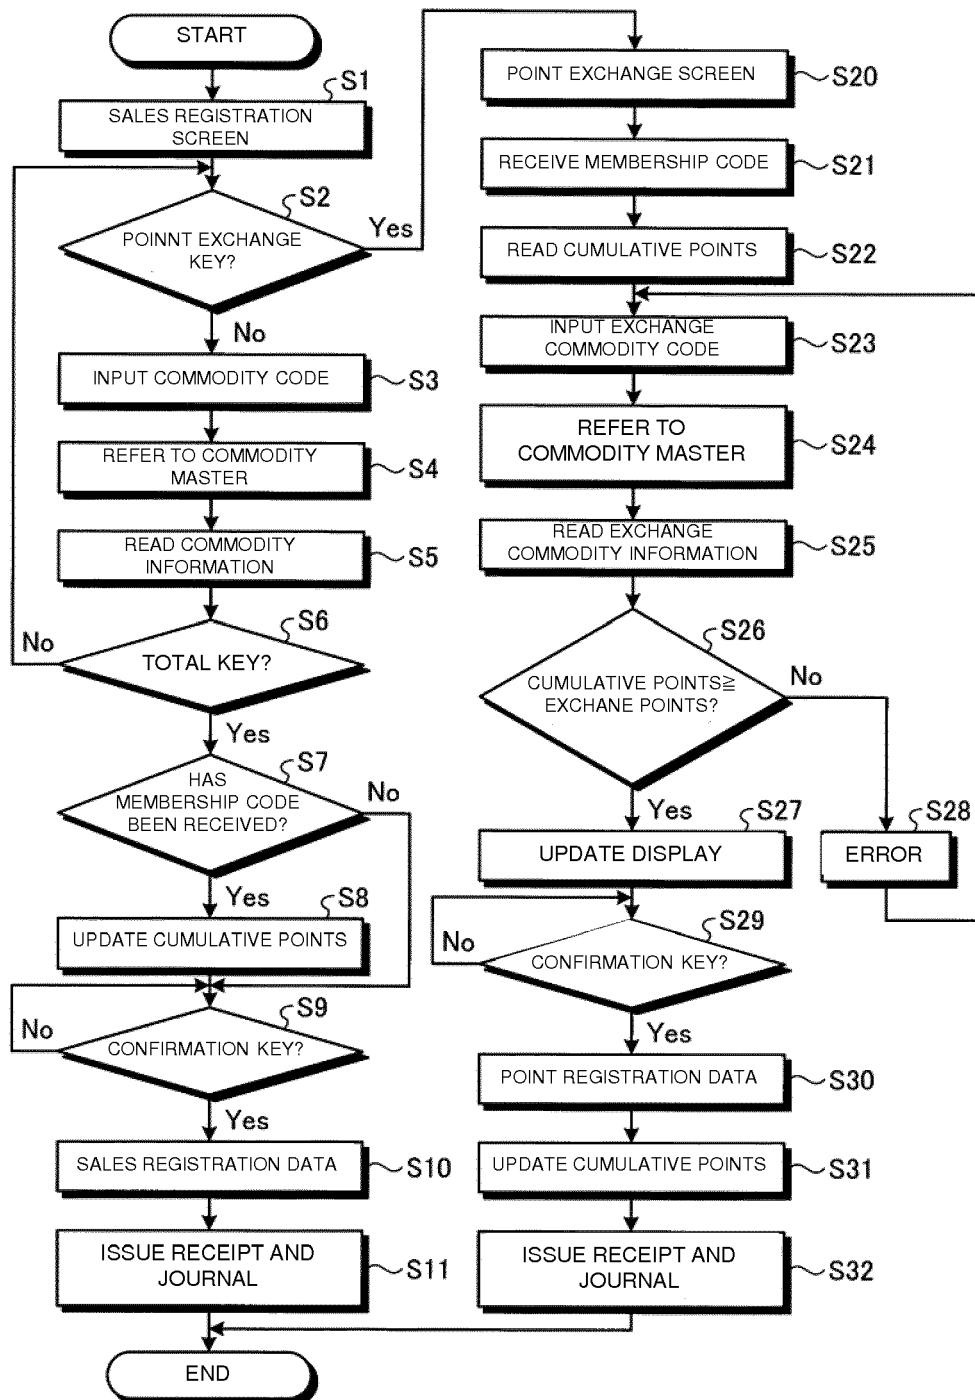 START
S1
SALES REGISTRATION
SCREEN
S2
POINNT EXCHANGE
KEY?
Yes
No
INPUT COMMODITY CODE
S3
REFER TO COMMODITY
MASTER
S4
READ COMMODITY
INFORMATION
S5
S6
No
TOTAL KEY?
Yes
S7
HAS
MEMBERSHIP CODE
BEEN RECEIVED?
No
Yes
S8
UPDATE CUMULATIVE POINTS
S9
No
CONFIRMATION KEY?
Yes
SALES REGISTRATION DATA
S10
ISSUE RECEIPT AND
JOURNAL
S11
END
POINT EXCHANGE SCREEN
S20
RECEIVE MEMBERSHIP CODE
S21
READ CUMULATIVE POINTS
S22
INPUT EXCHANGE
COMMODITY CODE
S23
REFER TO
COMMODITY MASTER
S24
READ EXCHANGE
COMMODITY INFORMATION
S25
S26
CUMULATIVE POINTS≧
EXCHANE POINTS?
No
Yes
S27
UPDATE DISPLAY
S28
ERROR
S29
No
CONFIRMATION KEY?
Yes
POINT REGISTRATION DATA
S30
UPDATE CUMULATIVE POINTS
S31
ISSUE RECEIPT AND
JOURNAL
S32